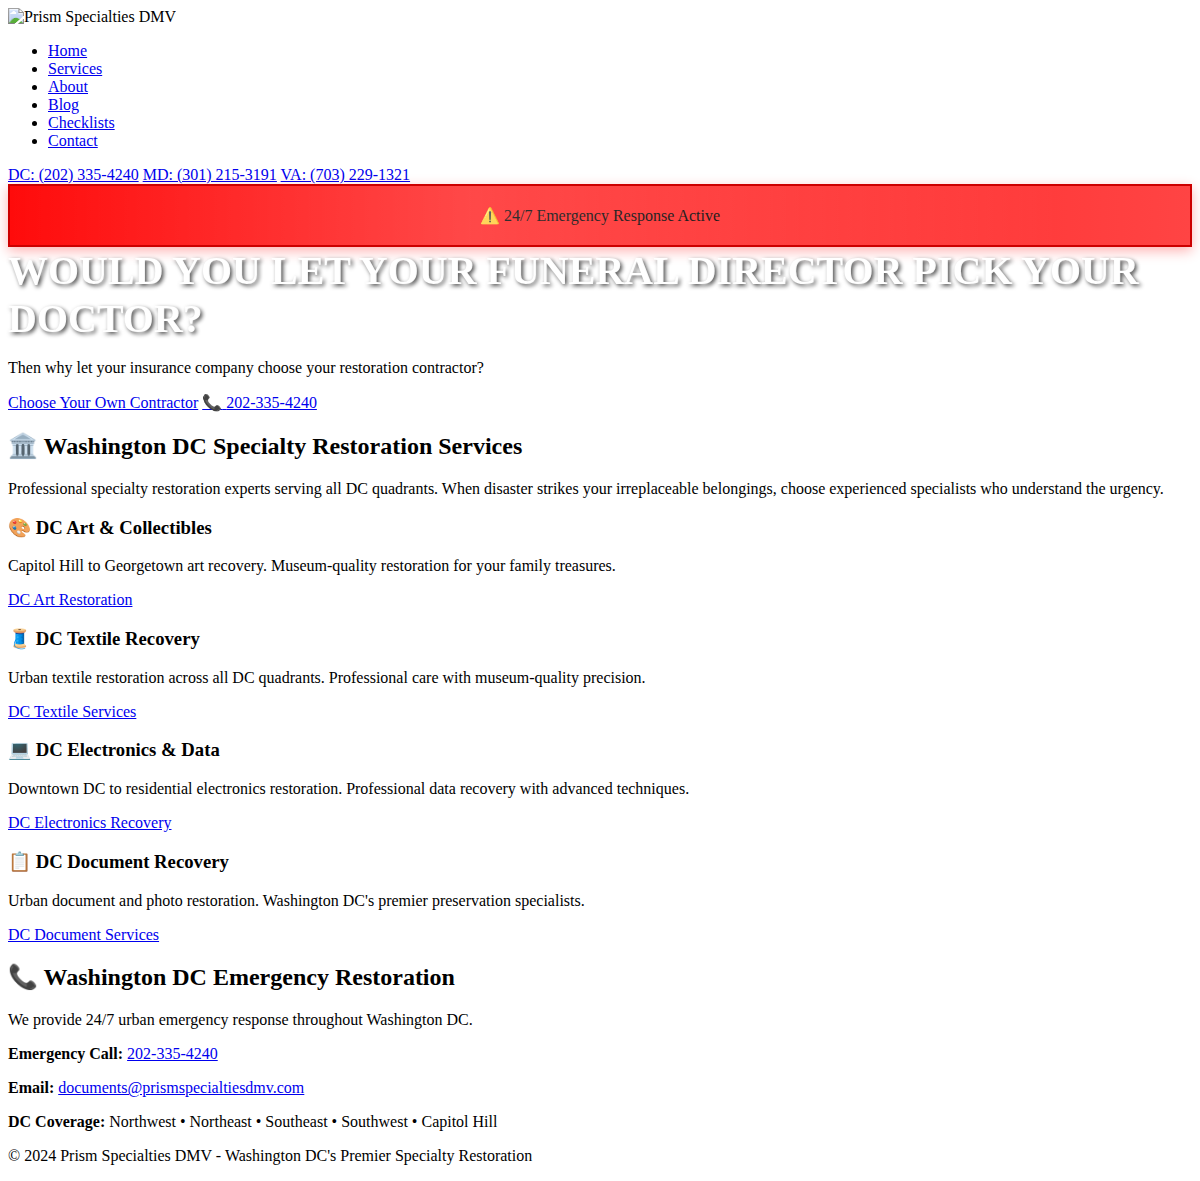 Prism Specialties DMV
Home
Services
About
Blog
Checklists
Contact
DC: (202) 335-4240 MD: (301) 215-3191 VA: (703) 229-1321
⚠️ 24/7 Emergency Response Active
WOULD YOU LET YOUR FUNERAL DIRECTOR PICK YOUR
DOCTOR?
Then why let your insurance company choose your restoration contractor?
Choose Your Own Contractor 📞 202-335-4240
🏛️ Washington DC Specialty Restoration Services
Professional specialty restoration experts serving all DC quadrants. When disaster strikes your irreplaceable belongings, choose experienced specialists who understand the urgency.
🎨 DC Art & Collectibles
Capitol Hill to Georgetown art recovery. Museum-quality restoration for your family treasures.
DC Art Restoration
🧵 DC Textile Recovery
Urban textile restoration across all DC quadrants. Professional care with museum-quality precision.
DC Textile Services
💻 DC Electronics & Data
Downtown DC to residential electronics restoration. Professional data recovery with advanced techniques.
DC Electronics Recovery
📋 DC Document Recovery
Urban document and photo restoration. Washington DC's premier preservation specialists.
DC Document Services
📞 Washington DC Emergency Restoration
We provide 24/7 urban emergency response throughout Washington DC.
Emergency Call: 202-335-4240
Email: documents@prismspecialtiesdmv.com
DC Coverage: Northwest • Northeast • Southeast • Southwest • Capitol Hill
© 2024 Prism Specialties DMV - Washington DC's Premier Specialty Restoration